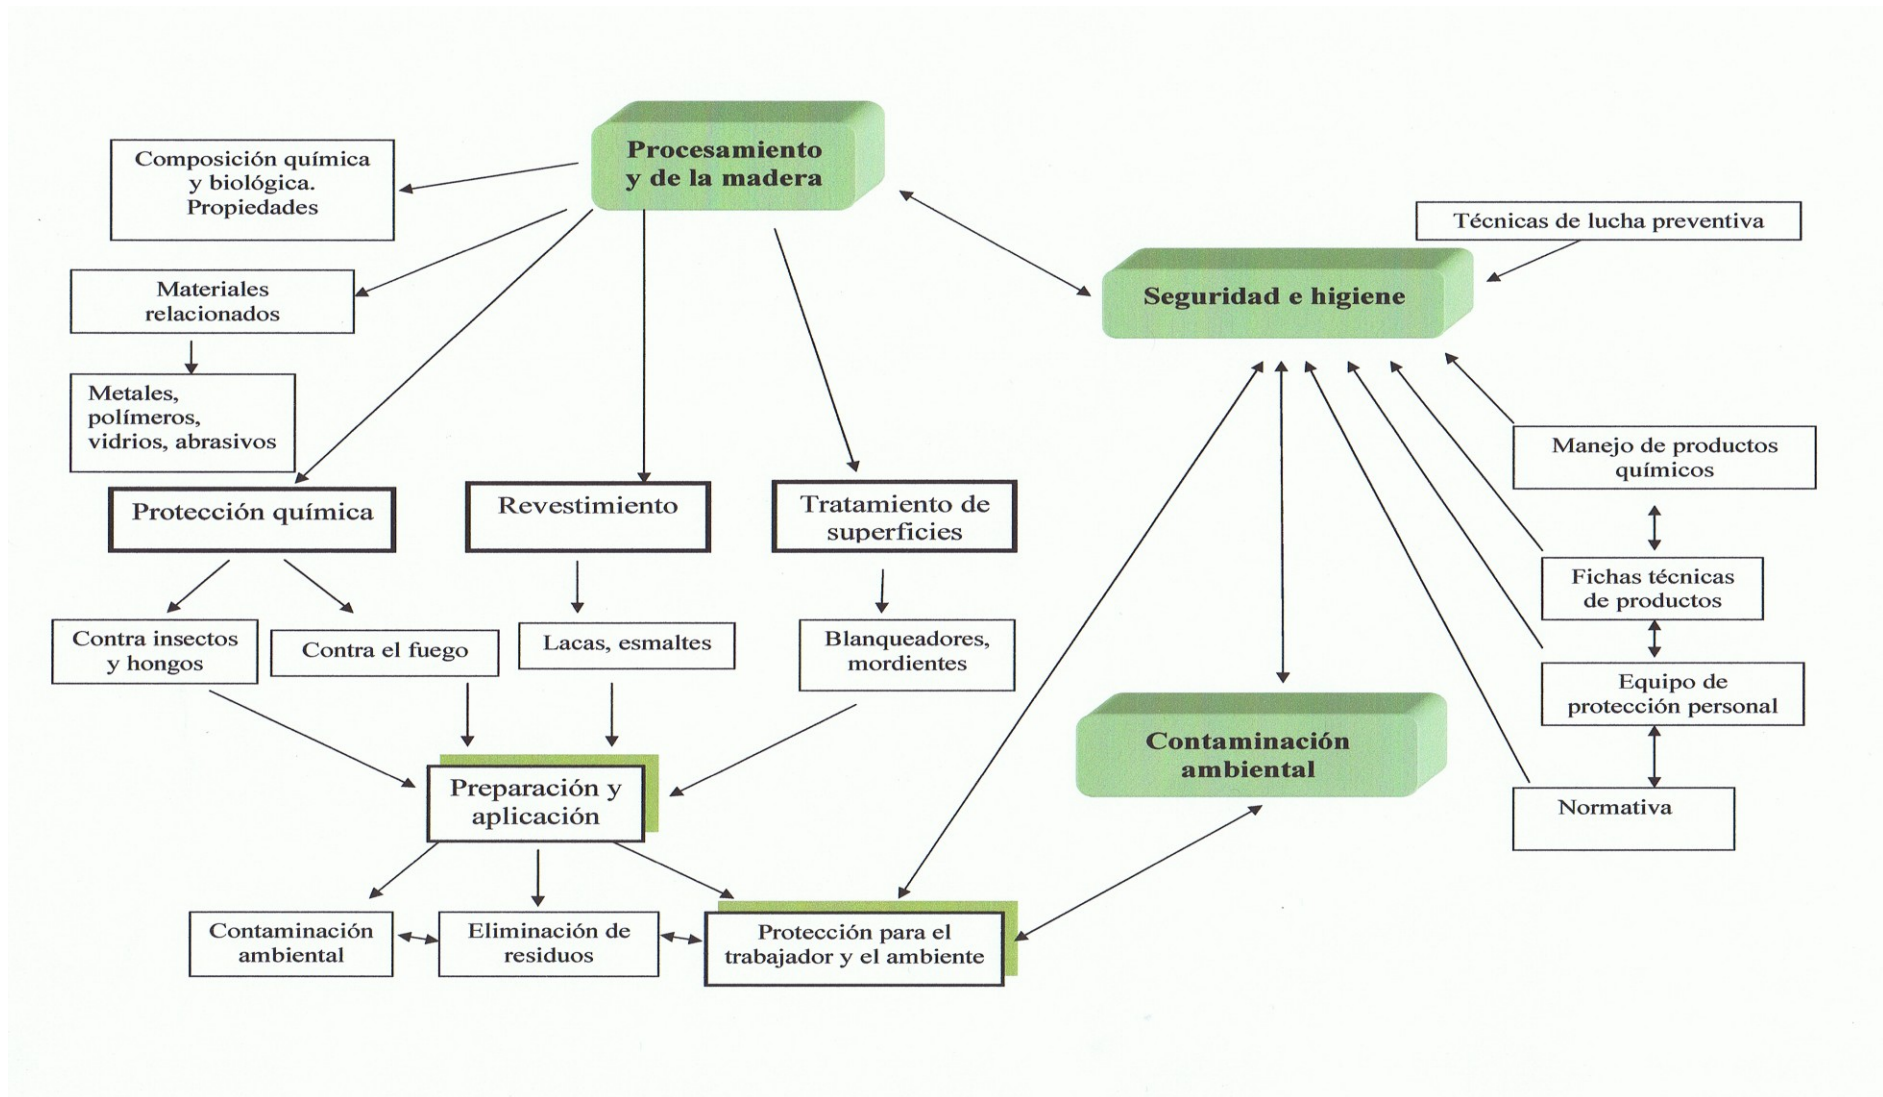 Procesamiento
y de la madera
Composición química
y biológica.
Propiedades
Técnicas de lucha preventiva
Materiales
relacionados
Seguridad e higiene
Metales,
polímeros,
vidrios, abrasivos
Manejo de productos
químicos
Protección química
Revestimiento
Tratamiento de
superficies
Fichas técnicas
de productos
Contra insectos
y hongos
Contra el fuego
Lacas, esmaltes
Blanqueadores,
mordientes
Equipo de
protección personal
Contaminación
ambiental
Preparación y
aplicación
Normativa
Contaminación
ambiental
Eliminación de
residuos
Protección para el
trabajador y el ambiente